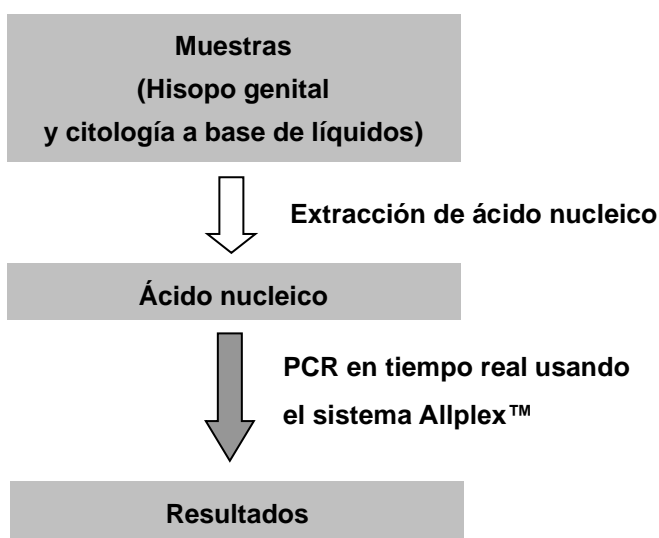 Muestras
(Hisopo genital
y citología a base de líquidos)
Extracción de ácido nucleico
Ácido nucleico
PCR en tiempo real usando
el sistema Allplex™
Resultados